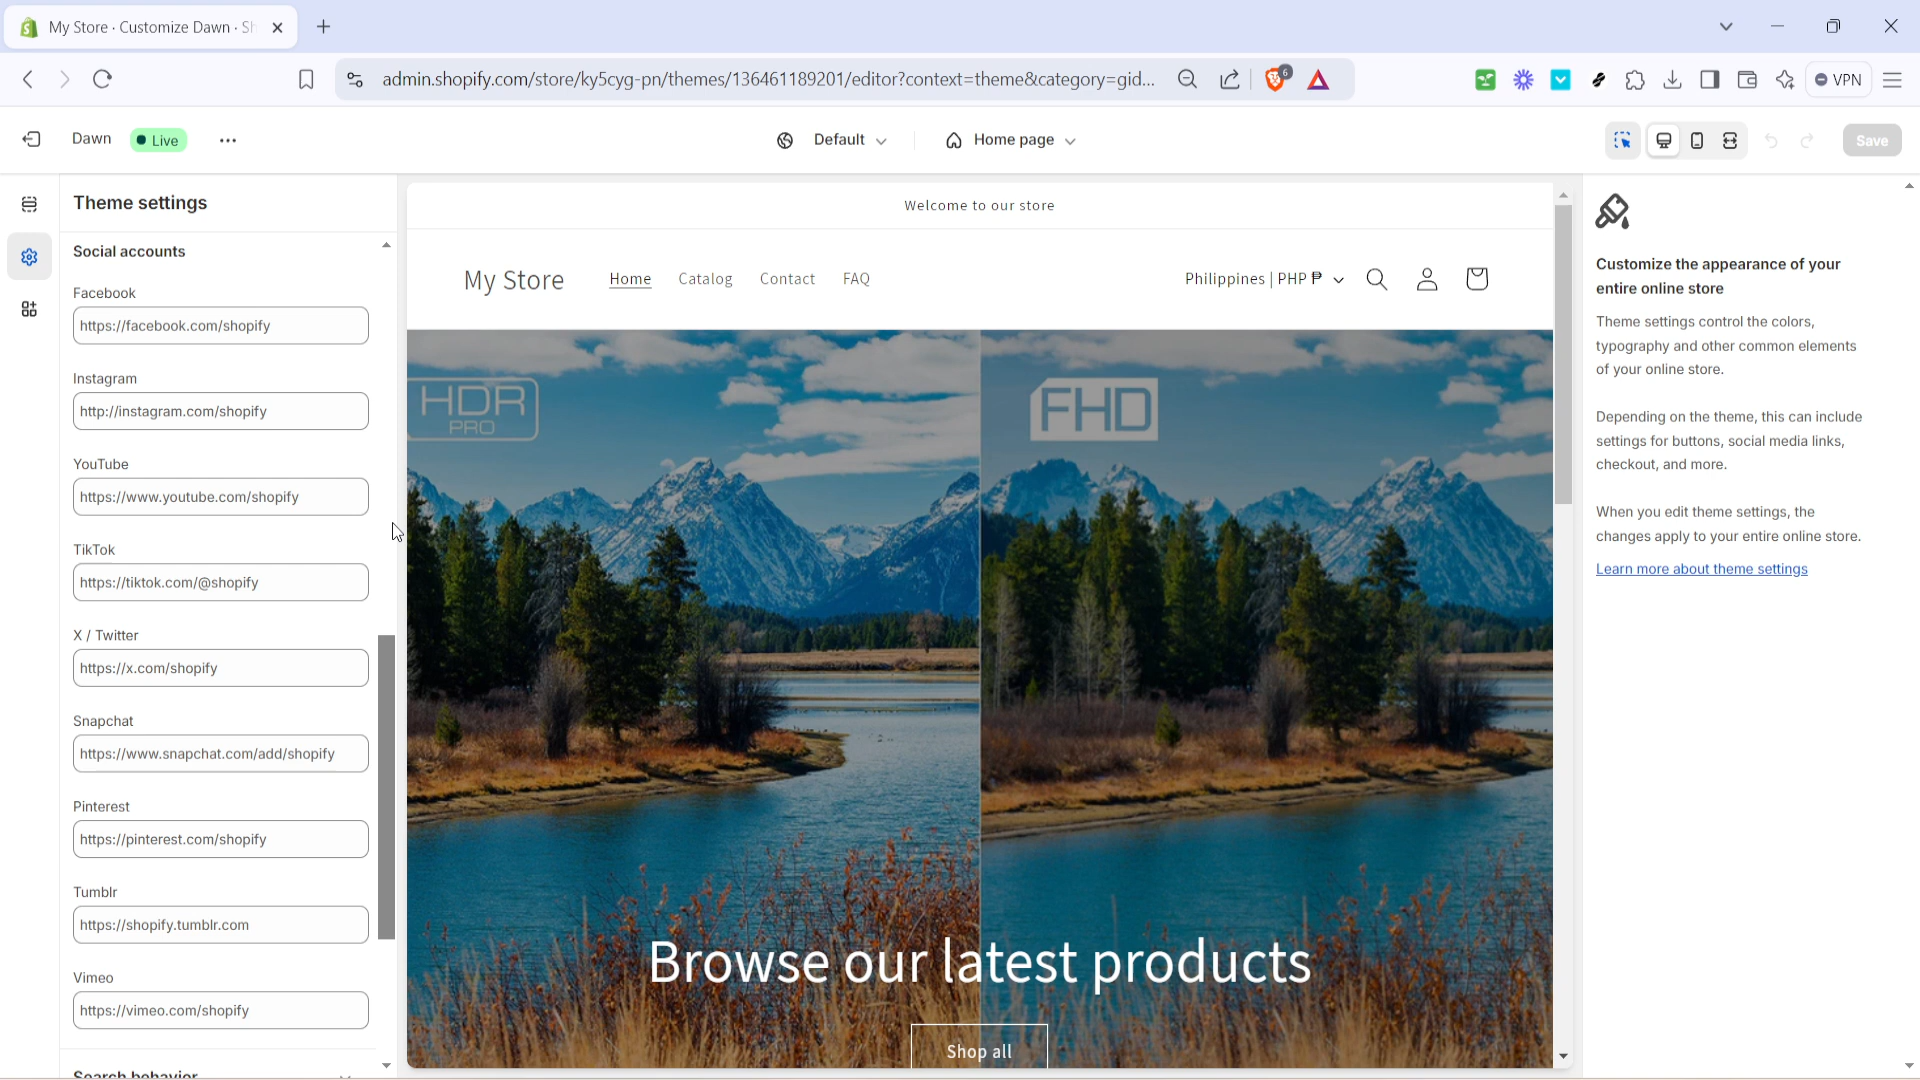 My Store · Customize Dawn · Sh
admin.shopify.com/store/ky5cyg-pn/themes/136461189201/editor?context=theme&category=gid...
6
VPN
Dawn
Live
Default
Home page
Save
Theme settings
Social accounts
Facebook
https://facebook.com/shopify
Instagram
http://instagram.com/shopify
YouTube
https://www.youtube.com/shopify
TikTok
https://tiktok.com/@shopify
X / Twitter
https://x.com/shopify
Snapchat
https://www.snapchat.com/add/shopify
Pinterest
https://pinterest.com/shopify
Tumblr
https://shopify.tumblr.com
Vimeo
https://vimeo.com/shopify
Search behavior
Welcome to our store
My Store
Home
Catalog
Contact
FAQ
Philippines | PHP ₱
HDR
PRO
FHD
Browse our latest products
Shop all
Customize the appearance of your
entire online store
Theme settings control the colors,
typography and other common elements
of your online store.
Depending on the theme, this can include
settings for buttons, social media links,
checkout, and more.
When you edit theme settings, the
changes apply to your entire online store.
Learn more about theme settings